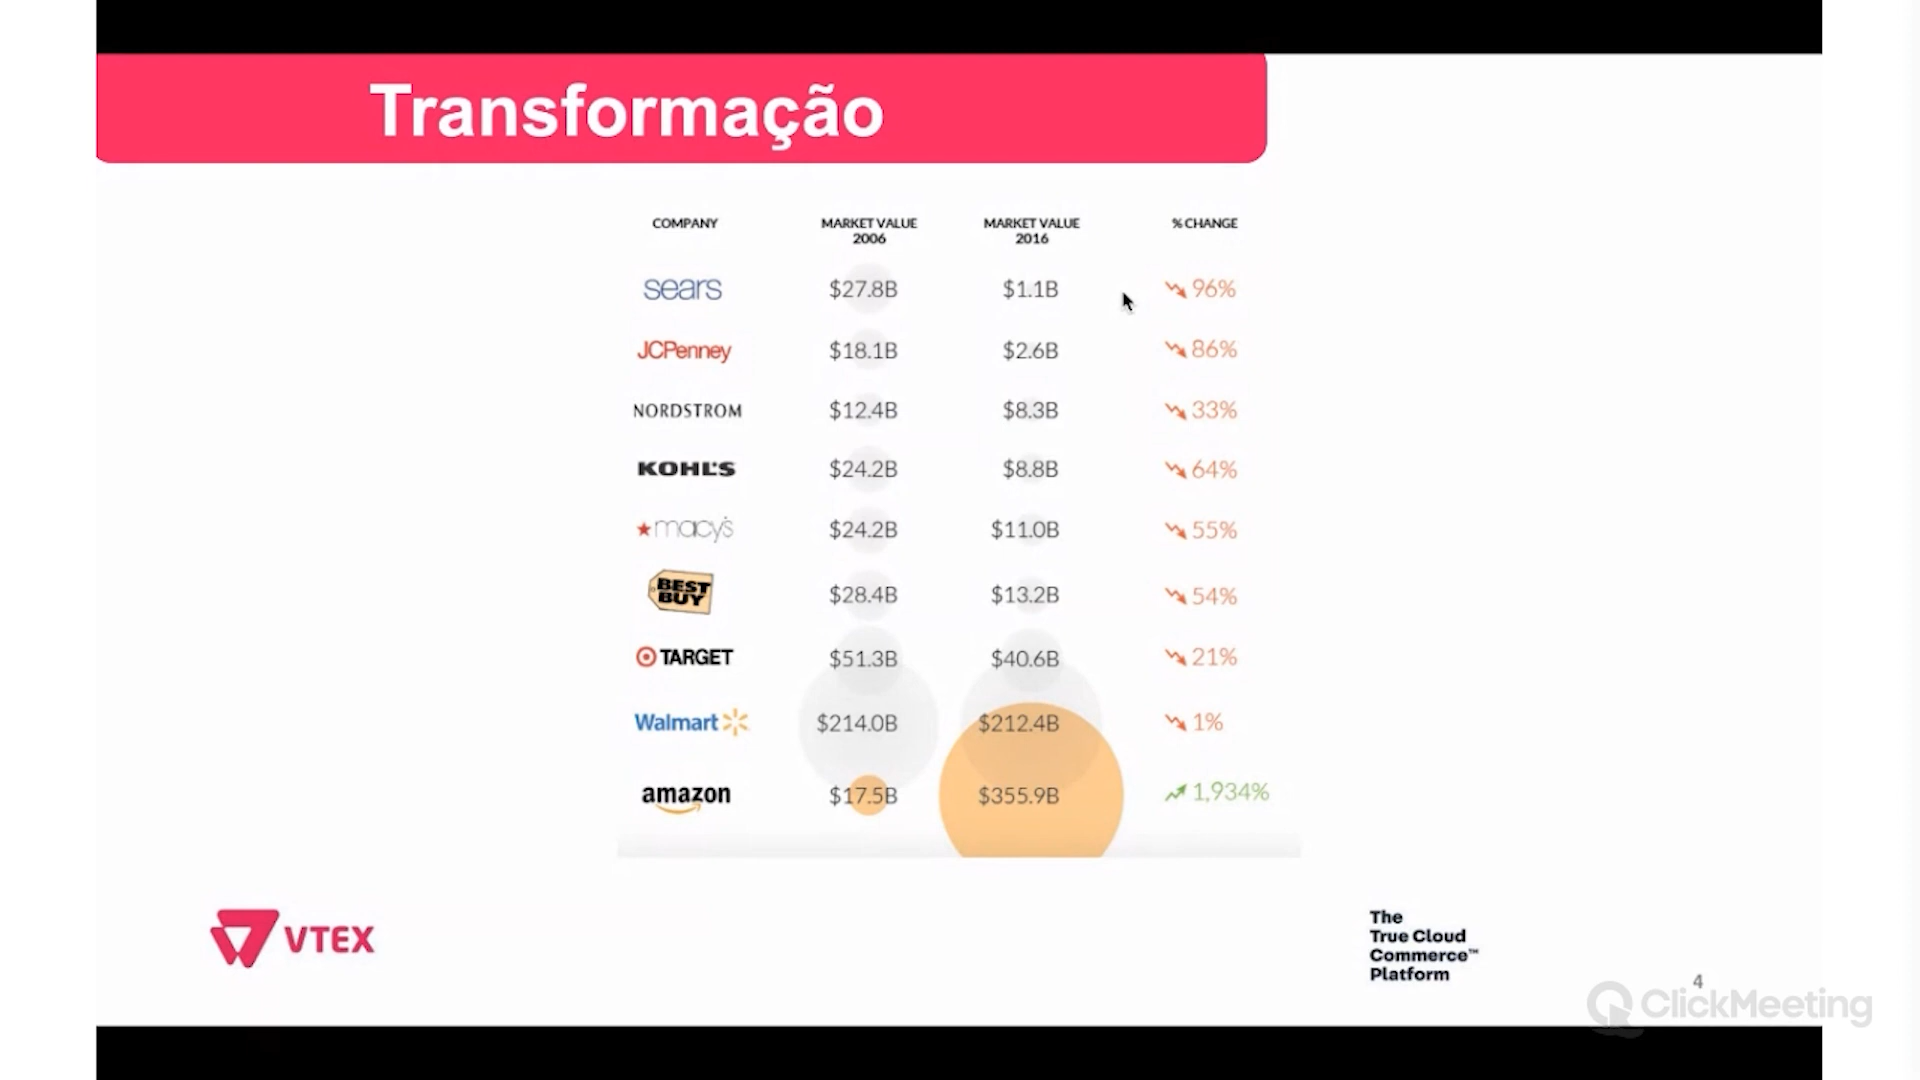 Transformação
COMPANY MARKET VALUE 2006 MARKET VALUE 2016 % CHANGE
sears $27.8B $1.1B 96%
JCPenney $18.1B $2.6B 86%
NORDSTROM $12.4B $8.3B 33%
KOHL'S $24.2B $8.8B 64%
macy's $24.2B $11.0B 55%
BEST BUY $28.4B $13.2B 54%
TARGET $51.3B $40.6B 21%
Walmart $214.0B $212.4B 1%
amazon $17.5B $355.9B 1,934%
VTEX
The
True Cloud
Commerce™
Platform
4
ClickMeeting